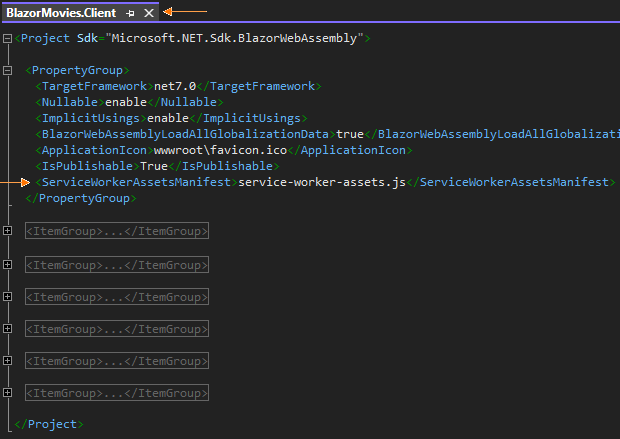 BlazorMovies.Client
<Project Sdk="Microsoft.NET.Sdk.BlazorWebAssembly">
<PropertyGroup>
<TargetFramework>net7.0</TargetFramework>
<Nullable>enable</Nullable>
<ImplicitUsings>enable</ImplicitUsings>
<BlazorWebAssemblyLoadAllGlobalizationData>true</BlazorWebAssemblyLoadAllGlobalizati
<ApplicationIcon>wwwroot\favicon.ico</ApplicationIcon>
<IsPublishable>True</IsPublishable>
<ServiceWorkerAssetsManifest>service-worker-assets.js</ServiceWorkerAssetsManifest>
</PropertyGroup>
<ItemGroup>...</ItemGroup>
<ItemGroup>...</ItemGroup>
<ItemGroup>...</ItemGroup>
<ItemGroup>...</ItemGroup>
<ItemGroup>...</ItemGroup>
<ItemGroup>...</ItemGroup>
</Project>